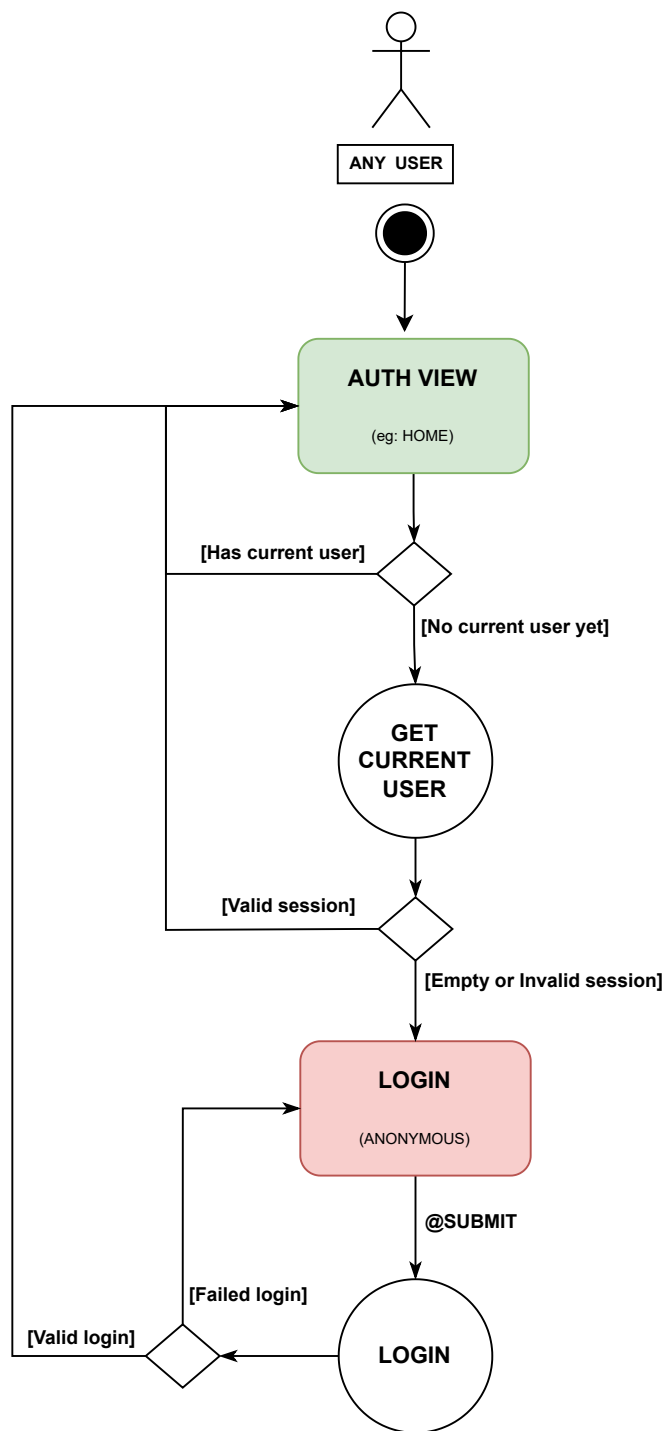 ANY USER
AUTH VIEW
(eg: HOME)
[Has current user]
[No current user yet]
GET
CURRENT
USER
[Valid session]
[Empty or Invalid session]
LOGIN
(ANONYMOUS)
@SUBMIT
[Failed login]
[Valid login]
LOGIN